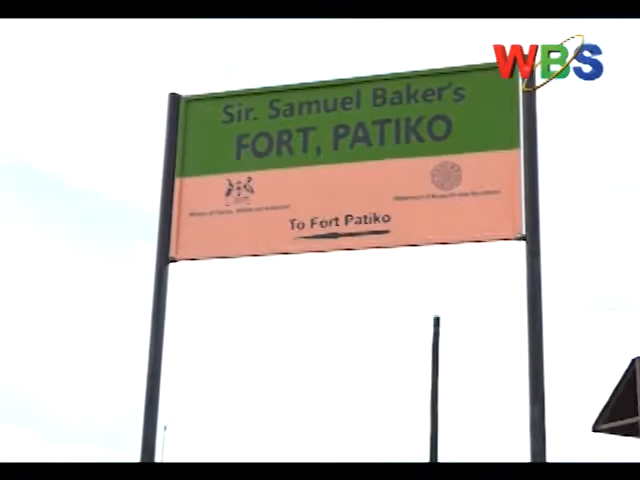 WBS
Sir. Samuel Baker's
FORT, PATIKO
To Fort Patiko